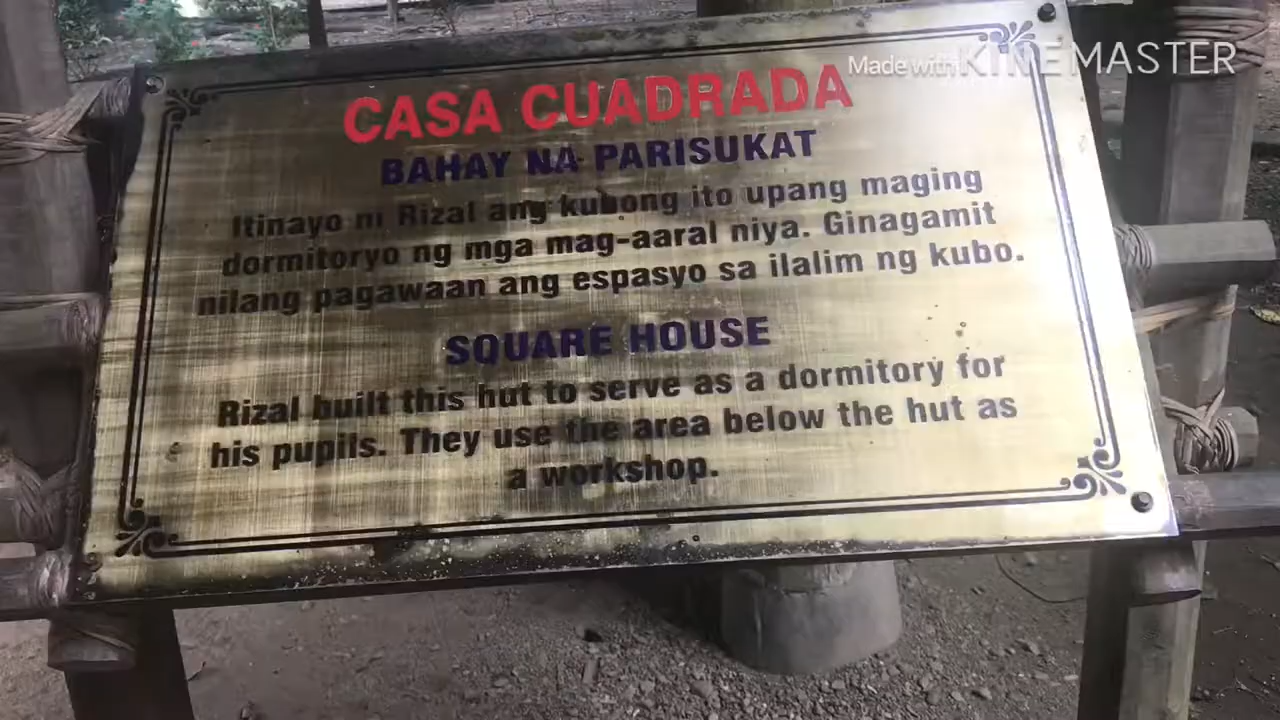 Made with KINEMASTER
CASA CUADRADA
BAHAY NA PARISUKAT
Itinayo ni Rizal ang kubong ito upang maging
dormitoryo ng mga mag-aaral niya. Ginagamit
nilang pagawaan ang espasyo sa ilalim ng kubo.
SQUARE HOUSE
Rizal built this hut to serve as a dormitory for
his pupils. They use the area below the hut as
a workshop.